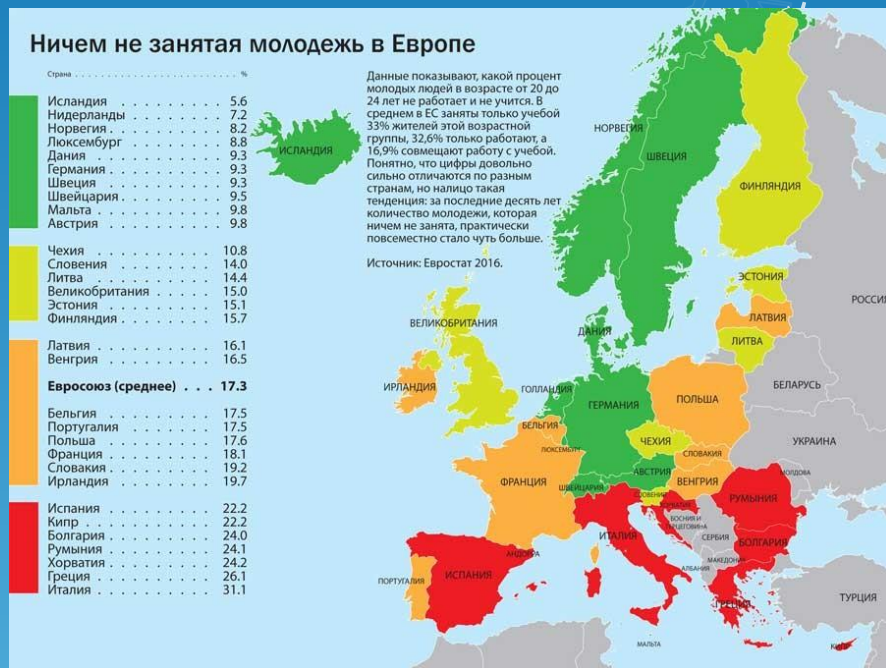 Ничем не занятая молодежь в Европе
Страна . . . . . . . . . . . . . . . . . . . . . . . . . . . . . . . . %
Исландия . . . . . . . . . . 5.6
Нидерланды . . . . . . . . 7.2
Норвегия . . . . . . . . . . 8.2
Люксембург . . . . . . . . 8.8
Дания . . . . . . . . . . . . 9.3
Германия . . . . . . . . . . 9.3
Швеция . . . . . . . . . . . 9.3
Швейцария . . . . . . . . . 9.5
Мальта . . . . . . . . . . . 9.8
Австрия . . . . . . . . . . . 9.8
Чехия . . . . . . . . . . . . 10.8
Словения . . . . . . . . . . 14.0
Литва . . . . . . . . . . . . 14.4
Великобритания . . . . . . 15.0
Эстония . . . . . . . . . . . 15.1
Финляндия . . . . . . . . . 15.7
Латвия . . . . . . . . . . . 16.1
Венгрия . . . . . . . . . . . 16.5
Евросоюз (среднее) . . . 17.3
Бельгия . . . . . . . . . . . 17.5
Португалия . . . . . . . . . 17.5
Польша . . . . . . . . . . . 17.6
Франция . . . . . . . . . . 18.1
Словакия . . . . . . . . . . 19.2
Ирландия . . . . . . . . . . 19.7
Испания . . . . . . . . . . 22.2
Кипр . . . . . . . . . . . . 22.2
Болгария . . . . . . . . . . 24.0
Румыния . . . . . . . . . . 24.1
Хорватия . . . . . . . . . . 24.2
Греция . . . . . . . . . . . 26.1
Италия . . . . . . . . . . . 31.1
Данные показывают, какой процент
молодых людей в возрасте от 20 до
24 лет не работает и не учится. В
среднем в ЕС заняты только учебой
33% жителей этой возрастной
группы, 32,6% только работают, а
16,9% совмещают работу с учебой.
Понятно, что цифры довольно
сильно отличаются по разным
странам, но налицо такая
тенденция: за последние десять лет
количество молодежи, которая
ничем не занята, практически
повсеместно стало чуть больше.
Источник: Евростат 2016.
ИСЛАНДИЯ
НОРВЕГИЯ
ШВЕЦИЯ
ФИНЛЯНДИЯ
ЭСТОНИЯ
РОССИЯ
ЛАТВИЯ
ВЕЛИКОБРИТАНИЯ
ДАНИЯ
ЛИТВА
ИРЛАНДИЯ
ГОЛЛАНДИЯ
БЕЛАРУСЬ
ГЕРМАНИЯ
ПОЛЬША
БЕЛЬГИЯ
ЛЮКСЕМБУРГ
ЧЕХИЯ
УКРАИНА
СЛОВАКИЯ
АВСТРИЯ
МОЛДОВА
ФРАНЦИЯ
ШВЕЙЦАРИЯ
ВЕНГРИЯ
СЛОВЕНИЯ
ХОРВАТИЯ
РУМЫНИЯ
БОСНИЯ И
ГЕРЦЕГОВИНА
ИТАЛИЯ
СЕРБИЯ
БОЛГАРИЯ
АНДОРРА
МАКЕДОНИЯ
АЛБАНИЯ
ПОРТУГАЛИЯ
ИСПАНИЯ
ГРЕЦИЯ
ТУРЦИЯ
МАЛЬТА
КИПР